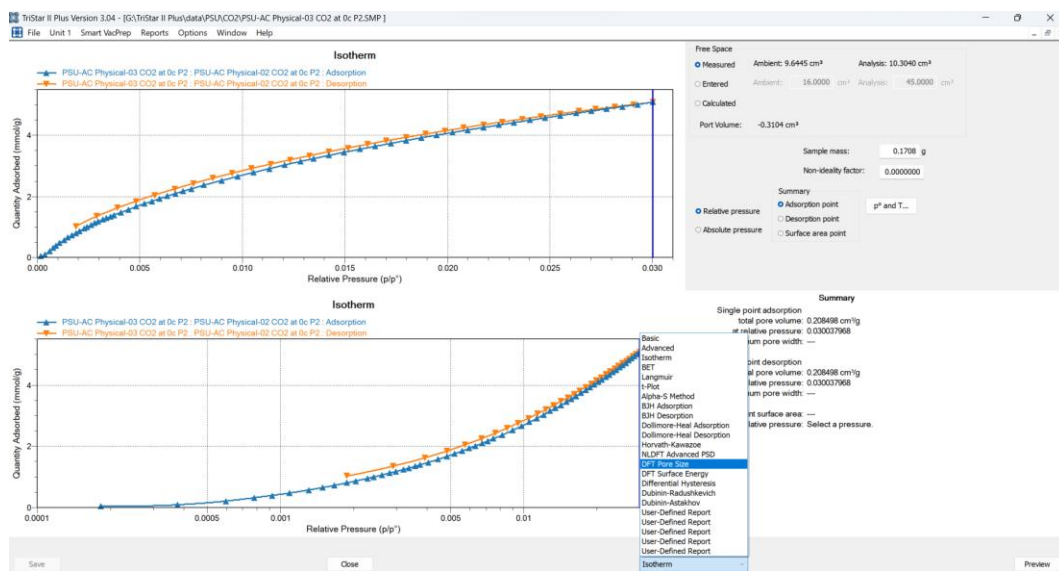 TriStar II Plus Version 3.04 - [G:\TriStar II Plus\data\PSU\CO2\PSU-AC Physical-03 CO2 at 0c P2.SMP ]
File Unit 1 Smart VacPrep Reports Options Window Help
Isotherm
PSU-AC Physical-03 CO2 at 0c P2 : PSU-AC Physical-02 CO2 at 0c P2 : Adsorption
PSU-AC Physical-03 CO2 at 0c P2 : PSU-AC Physical-02 CO2 at 0c P2 : Desorption
Quantity Adsorbed (mmol/g)
4
2
0
0.000 0.005 0.010 0.015 0.020 0.025 0.030
Relative Pressure (p/p°)
Free Space
Measured Ambient: 9.6445 cm³ Analysis: 10.3040 cm³
Entered Ambient: 16.0000 cm³ Analysis: 45.0000 cm³
Calculated
Port Volume: -0.3104 cm³
Sample mass: 0.1708 g
Non-ideality factor: 0.0000000
Summary
Relative pressure
Absolute pressure
Adsorption point
Desorption point
Surface area point
p° and T...
Isotherm
PSU-AC Physical-03 CO2 at 0c P2 : PSU-AC Physical-02 CO2 at 0c P2 : Adsorption
PSU-AC Physical-03 CO2 at 0c P2 : PSU-AC Physical-02 CO2 at 0c P2 : Desorption
Quantity Adsorbed (mmol/g)
4
2
0
0.0001 0.0005 0.001 0.005 0.01
Relative Pressure (p/p°)
Summary
Single point adsorption
total pore volume: 0.208498 cm³/g
at relative pressure: 0.030037968
pore width: ---
desorption
pore volume: 0.208498 cm³/g
pressure: 0.030037968
pore width: ---
surface area: ---
pressure: Select a pressure.
Basic
Advanced
Isotherm
BET
Langmuir
t-Plot
Alpha-S Method
BJH Adsorption
BJH Desorption
Dollimore-Heal Adsorption
Dollimore-Heal Desorption
Horvath-Kawazoe
NLDFT Advanced PSD
DFT Pore Size
DFT Surface Energy
Differential Hysteresis
Dubinin-Radushkevich
Dubinin-Astakhov
User-Defined Report
User-Defined Report
User-Defined Report
User-Defined Report
User-Defined Report
Save Close Isotherm Preview